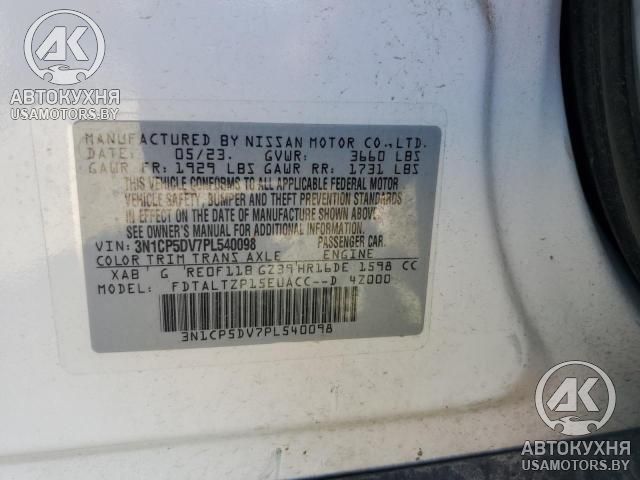 АК
АВТОКУХНЯ
USAMOTORS.BY
MANUFACTURED BY NISSAN MOTOR CO.,LTD.
DATE: 05/23. GVWR: 3660 LBS
GAWR FR: 1929 LBS GAWR RR: 1731 LBS
THIS VEHICLE CONFORMS TO ALL APPLICABLE FEDERAL MOTOR
VEHICLE SAFETY, BUMPER AND THEFT PREVENTION STANDARDS
IN EFFECT ON THE DATE OF MANUFACTURE SHOWN ABOVE.
SEE OWNER'S MANUAL FOR ADDITIONAL INFORMATION.
VIN: 3N1CP5DV7PL540098 PASSENGER CAR
COLOR TRIM TRANS AXLE ENGINE
XAB G RE0F11B GZ39 HR16DE 1598 CC
MODEL: FDTALTZP15EUACC--D 4Z000
3N1CP5DV7PL540098
АК
АВТОКУХНЯ
USAMOTORS.BY